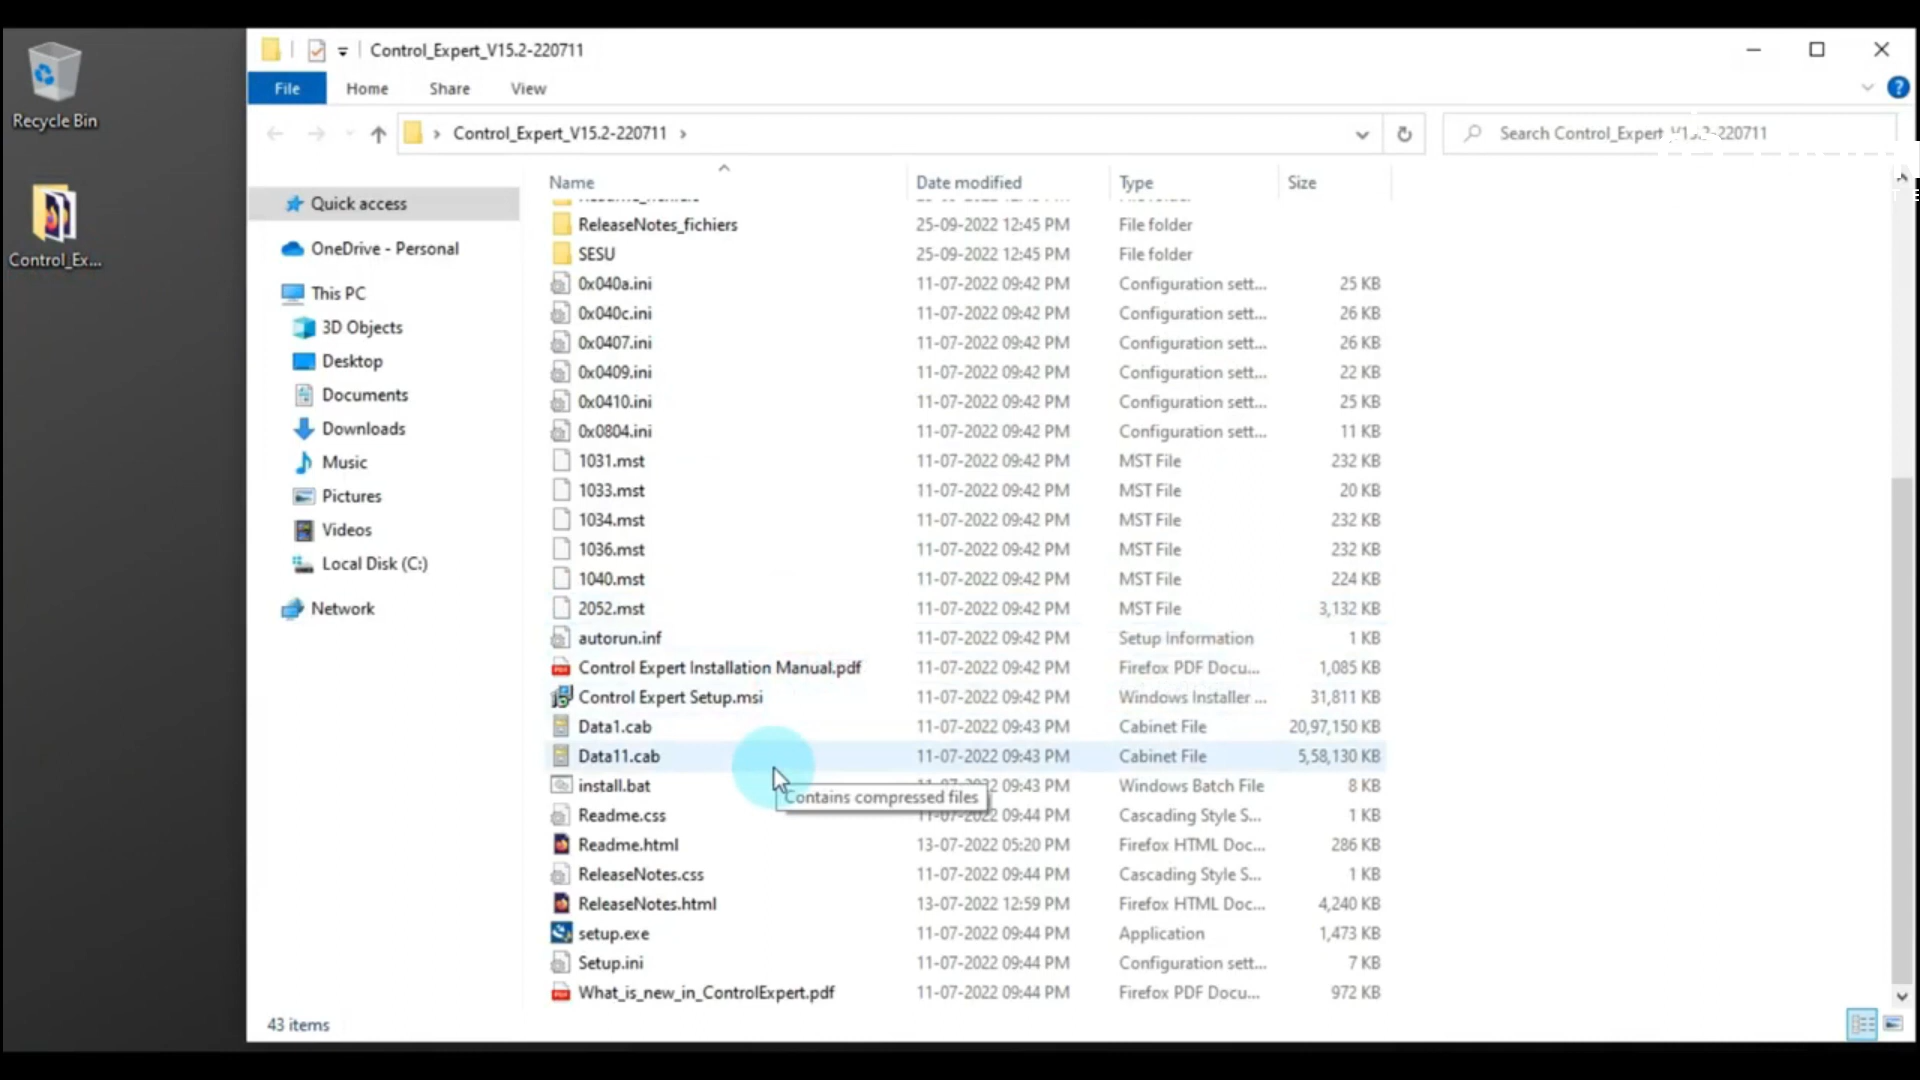 Recycle Bin
Control_Ex...
Control_Expert_V15.2-220711
File Home Share View
Control_Expert_V15.2-220711
Search Control_Expert_V15.2-220711
Name Date modified Type Size
Quick access
OneDrive - Personal
This PC
3D Objects
Desktop
Documents
Downloads
Music
Pictures
Videos
Local Disk (C:)
Network
ReleaseNotes_fichiers 25-09-2022 12:45 PM File folder
SESU 25-09-2022 12:45 PM File folder
0x040a.ini 11-07-2022 09:42 PM Configuration sett... 25 KB
0x040c.ini 11-07-2022 09:42 PM Configuration sett... 26 KB
0x0407.ini 11-07-2022 09:42 PM Configuration sett... 26 KB
0x0409.ini 11-07-2022 09:42 PM Configuration sett... 22 KB
0x0410.ini 11-07-2022 09:42 PM Configuration sett... 25 KB
0x0804.ini 11-07-2022 09:42 PM Configuration sett... 11 KB
1031.mst 11-07-2022 09:42 PM MST File 232 KB
1033.mst 11-07-2022 09:42 PM MST File 20 KB
1034.mst 11-07-2022 09:42 PM MST File 232 KB
1036.mst 11-07-2022 09:42 PM MST File 232 KB
1040.mst 11-07-2022 09:42 PM MST File 224 KB
2052.mst 11-07-2022 09:42 PM MST File 3,132 KB
autorun.inf 11-07-2022 09:42 PM Setup Information 1 KB
Control Expert Installation Manual.pdf 11-07-2022 09:42 PM Firefox PDF Docu... 1,085 KB
Control Expert Setup.msi 11-07-2022 09:42 PM Windows Installer ... 31,811 KB
Data1.cab 11-07-2022 09:43 PM Cabinet File 20,97,150 KB
Data11.cab 11-07-2022 09:43 PM Cabinet File 5,58,130 KB
install.bat 2022 09:43 PM Windows Batch File 8 KB
Contains compressed files
Readme.css 11-07-2022 09:44 PM Cascading Style S... 1 KB
Readme.html 13-07-2022 05:20 PM Firefox HTML Doc... 286 KB
ReleaseNotes.css 11-07-2022 09:44 PM Cascading Style S... 1 KB
ReleaseNotes.html 13-07-2022 12:59 PM Firefox HTML Doc... 4,240 KB
setup.exe 11-07-2022 09:44 PM Application 1,473 KB
Setup.ini 11-07-2022 09:44 PM Configuration sett... 7 KB
What_is_new_in_ControlExpert.pdf 11-07-2022 09:44 PM Firefox PDF Docu... 972 KB
43 items